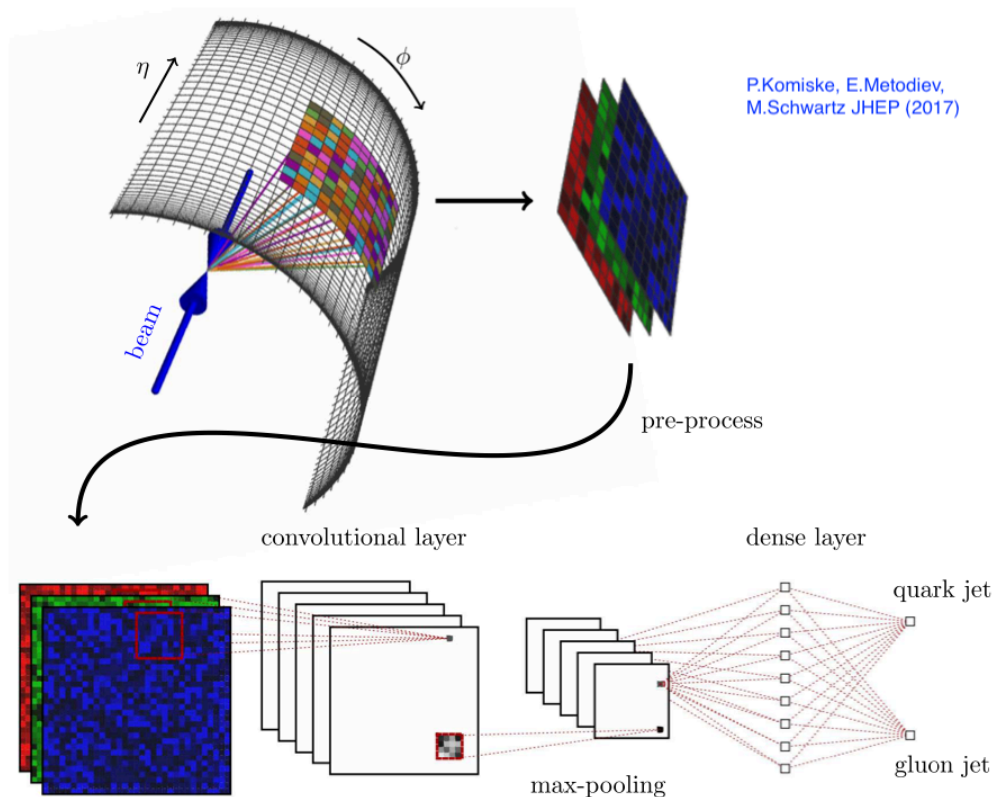 η
ϕ
P.Komiske, E.Metodiev,
M.Schwartz JHEP (2017)
beam
pre-process
convolutional layer
dense layer
quark jet
gluon jet
max-pooling